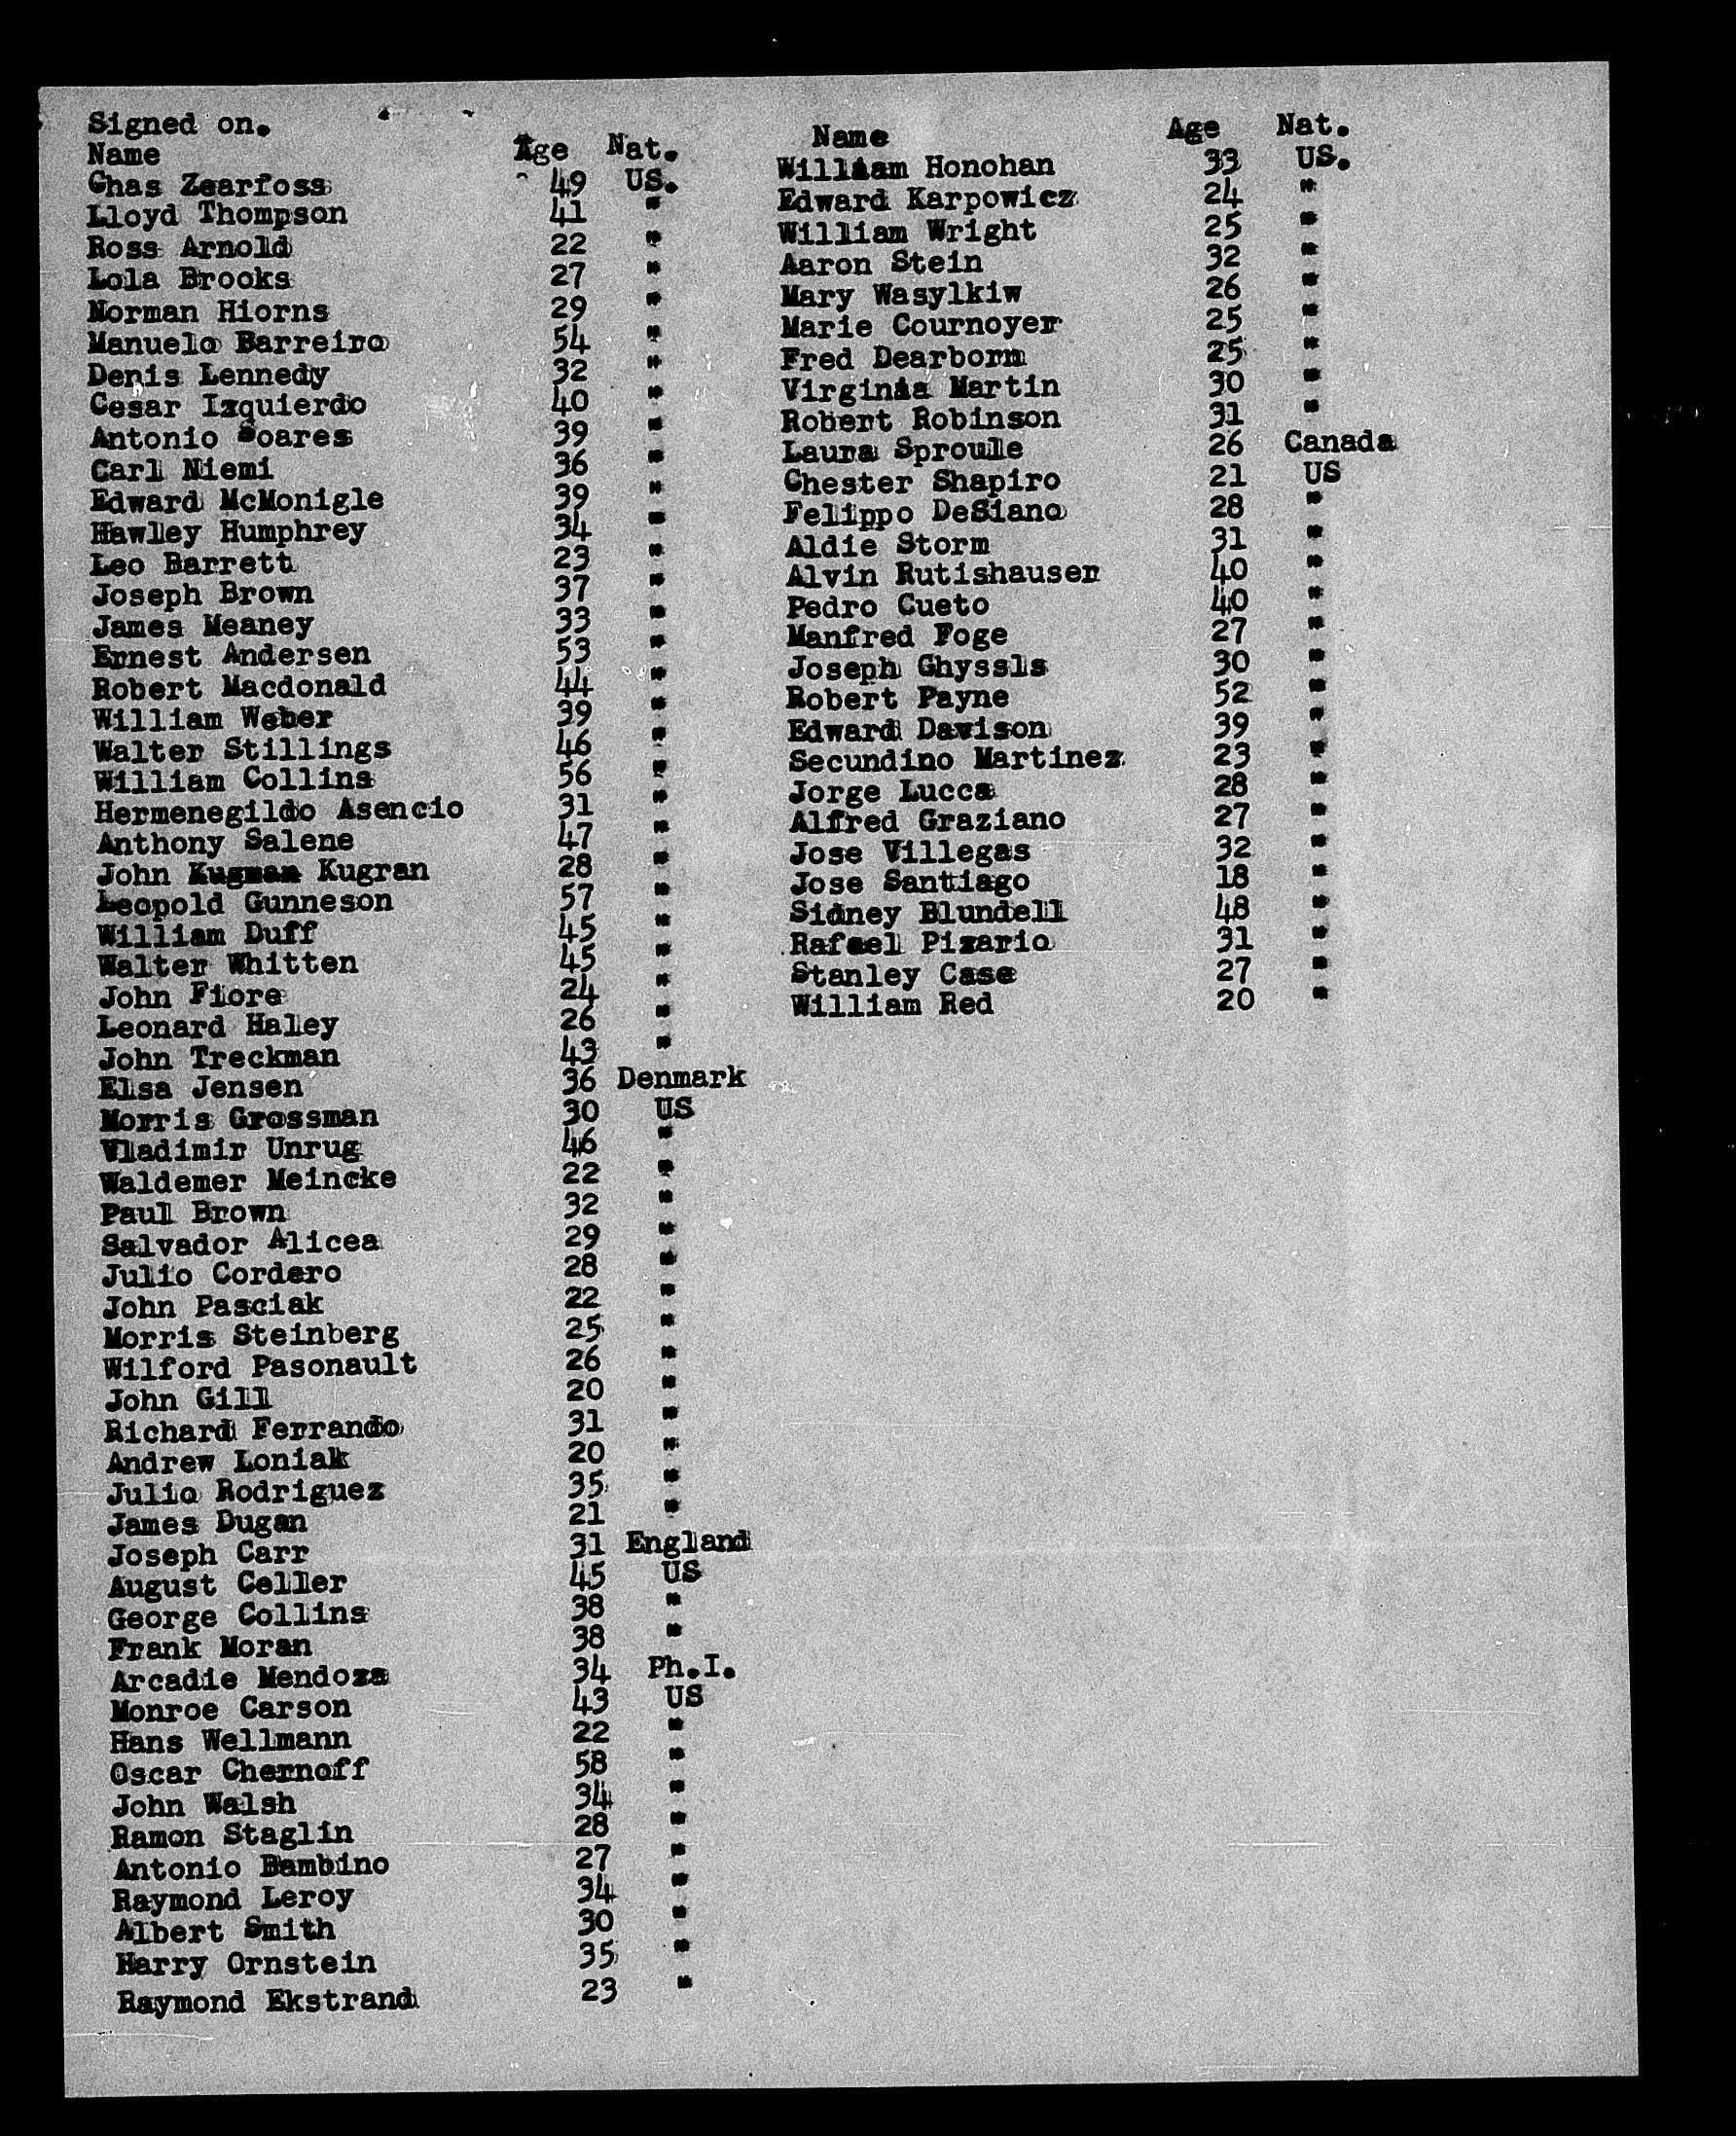 Signed on.
Name Age Nat.
Chas Zearfoss 49 US.
Lloyd Thompson 41 "
Ross Arnold 22 "
Lola Brooks 27 "
Norman Hiorns 29 "
Manuelo Barreiro 54 "
Denis Lennedy 32 "
Cesar Izquierdo 40 "
Antonio Soares 39 "
Carl Niemi 36 "
Edward McMonigle 39 "
Hawley Humphrey 34 "
Leo Barrett 23 "
Joseph Brown 37 "
James Meaney 33 "
Ernest Andersen 53 "
Robert Macdonald 44 "
William Weber 39 "
Walter Stillings 46 "
William Collins 56 "
Hermenegildo Asencio 31 "
Anthony Salene 47 "
John Kugman Kugran 28 "
Leopold Gunneson 57 "
William Duff 45 "
Walter Whitten 45 "
John Fiore 24 "
Leonard Haley 26 "
John Treckman 43 "
Elsa Jensen 36 Denmark
Morris Grossman 30 US
Vladimir Unrug 46 "
Waldemer Meincke 22 "
Paul Brown 32 "
Salvador Alicea 29 "
Julio Cordero 28 "
John Pasciak 22 "
Morris Steinberg 25 "
Wilford Pasonault 26 "
John Gill 20 "
Richard Ferrando 31 "
Andrew Loniak 20 "
Julio Rodriguez 35 "
James Dugan 21 "
Joseph Carr 31 England
August Celler 45 US
George Collins 38 "
Frank Moran 38 "
Arcadie Mendoza 34 Ph.I.
Monroe Carson 43 US
Hans Wellmann 22 "
Oscar Chernoff 58 "
John Walsh 34 "
Ramon Staglin 28 "
Antonio Bambino 27 "
Raymond Leroy 34 "
Albert Smith 30 "
Harry Ornstein 35 "
Raymond Ekstrand 23 "
Name Age Nat.
William Honohan 33 US.
Edward Karpowicz 24 "
William Wright 25 "
Aaron Stein 32 "
Mary Wasylkiw 26 "
Marie Cournoyer 25 "
Fred Dearborn 25 "
Virginia Martin 30 "
Robert Robinson 31 "
Laura Sproule 26 Canada
Chester Shapiro 21 US
Felippo DeSiano 28 "
Aldie Storm 31 "
Alvin Rutishauser 40 "
Pedro Cueto 40 "
Manfred Foge 27 "
Joseph Ghyssls 30 "
Robert Payne 52 "
Edward Davison 39 "
Secundino Martinez 23 "
Jorge Lucca 28 "
Alfred Graziano 27 "
Jose Villegas 32 "
Jose Santtiago 18 "
Sidney Blundell 48 "
Rafael Pizario 31 "
Stanley Case 27 "
William Red 20 "